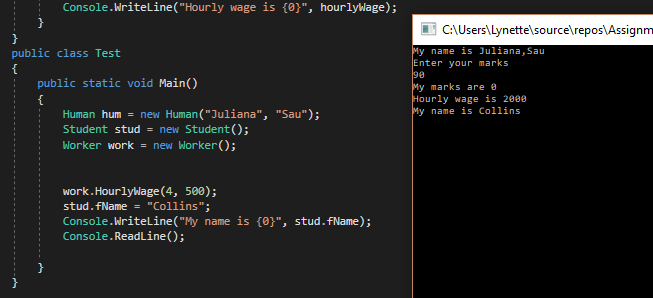 Console.WriteLine("Hourly wage is {0}", hourlyWage);
}
}
public class Test
{
public static void Main()
{
Human hum = new Human("Juliana", "Sau");
Student stud = new Student();
Worker work = new Worker();
work.HourlyWage(4, 500);
stud.fName = "Collins";
Console.WriteLine("My name is {0}", stud.fName);
Console.ReadLine();
}
}
C:\Users\Lynette\source\repos\Assignm
My name is Juliana,Sau
Enter your marks
90
My marks are 0
Hourly wage is 2000
My name is Collins